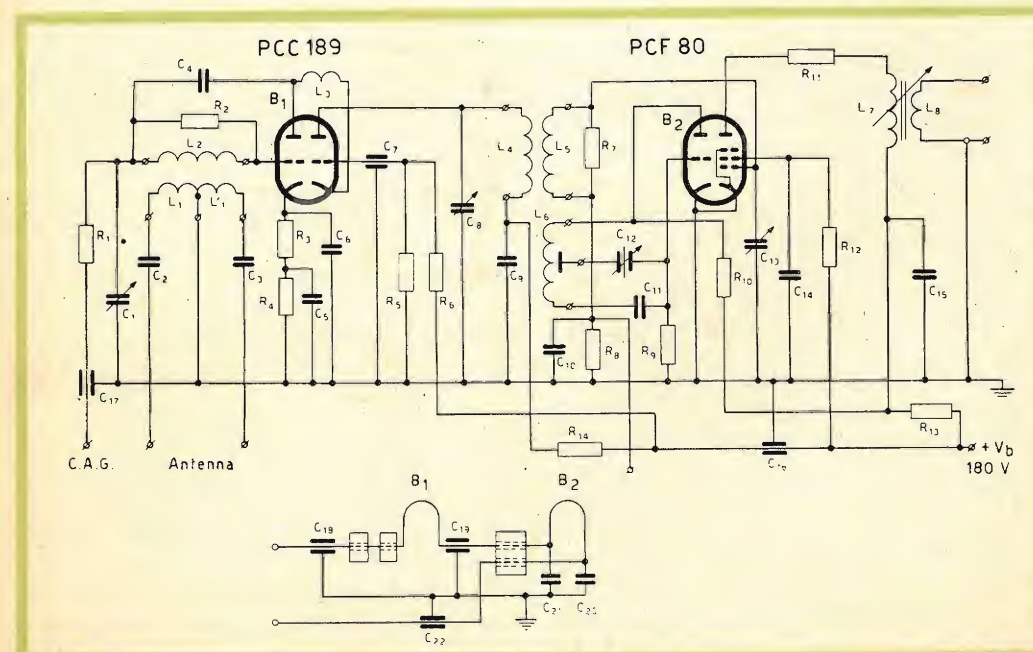 PCC 189
PCF 80
C4
L3
R2
B1
L2
C7
L1
L'1
R1
C1
C2
C3
R3
R4
C6
C5
R5
R6
C8
C9
L4
L5
R7
L6
C12
C11
C10
R8
R9
B2
R10
C13
C14
R12
R11
L7
L8
C15
R13
R14
C17
C.A.G.
Antenna
+ Vb
180 V
B1
B2
C18
C19
C21
C20
C22